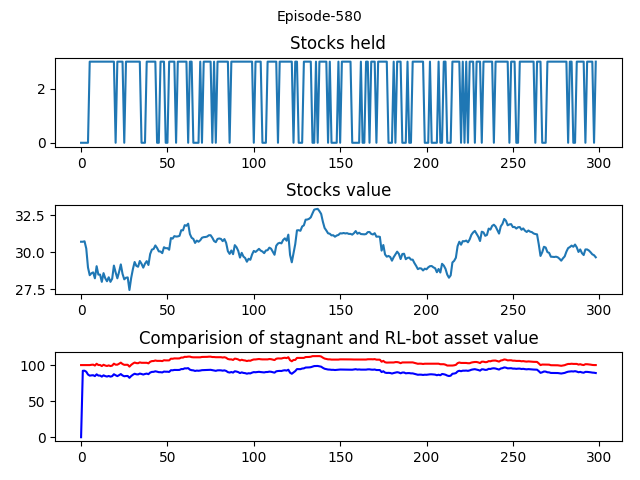 Episode-580
Stocks held
2
0
0 50 100 150 200 250 300
Stocks value
32.5
30.0
27.5
0 50 100 150 200 250 300
Comparision of stagnant and RL-bot asset value
100
50
0
0 50 100 150 200 250 300